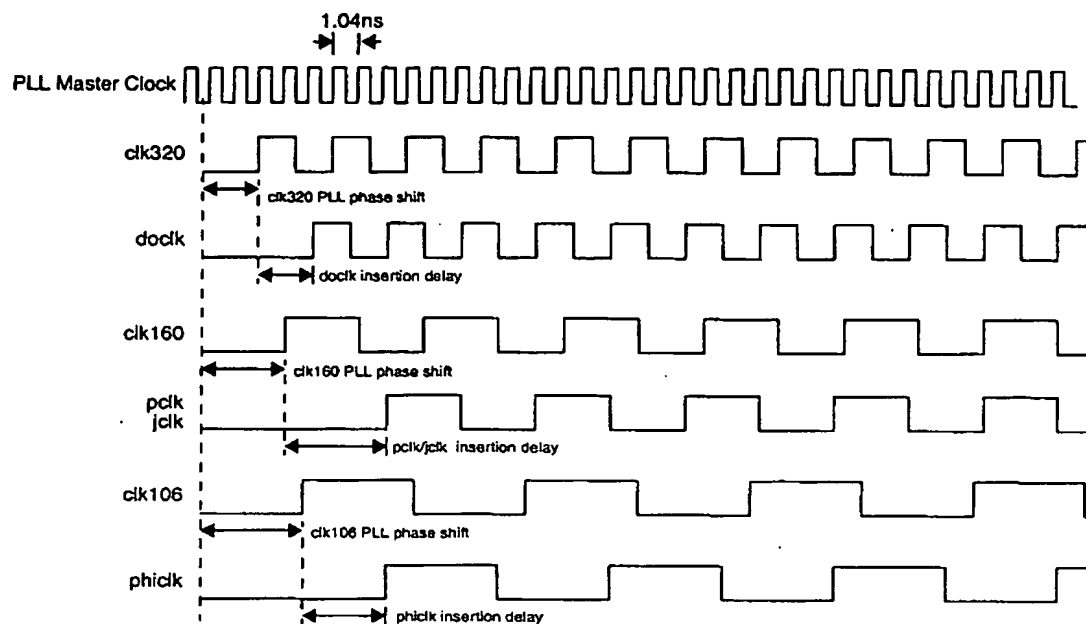 1.04ns
PLL Master Clock
clk320
clk320 PLL phase shift
doclk
doclk insertion delay
clk160
clk160 PLL phase shift
pclk
jclk
pclk/jclk insertion delay
clk106
clk106 PLL phase shift
phiclk
phiclk insertion delay